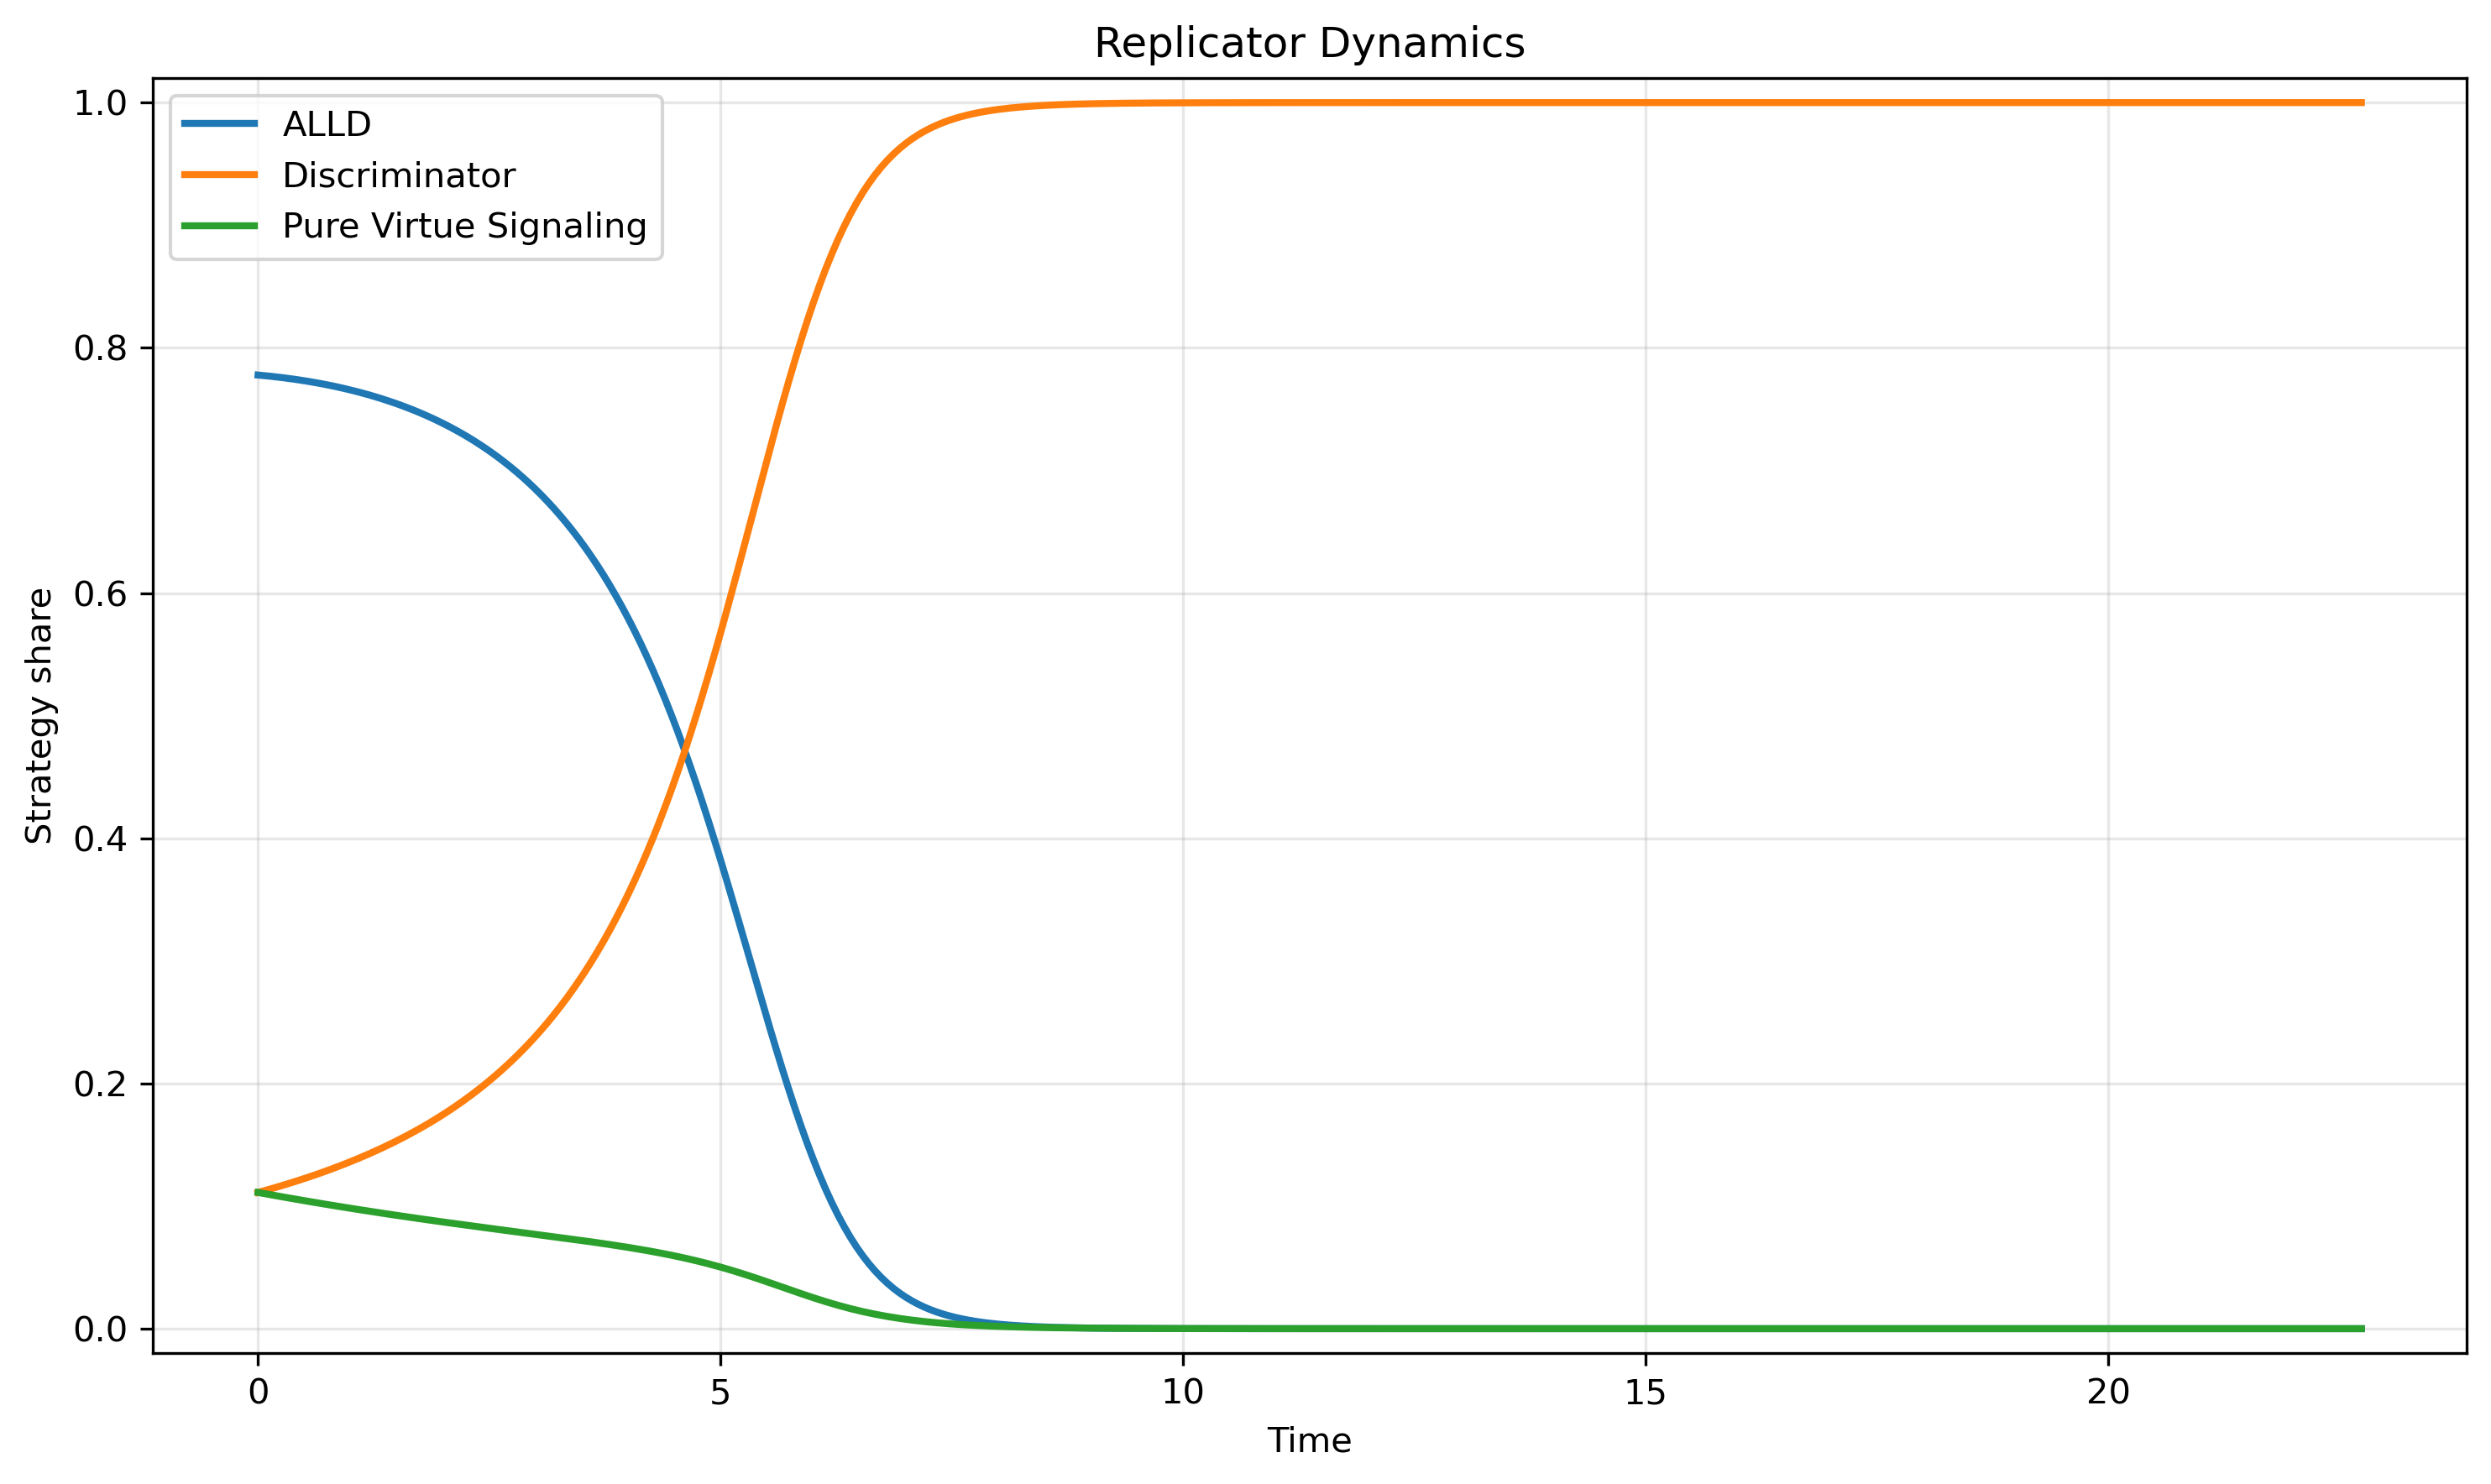 Replicator Dynamics
1.0
0.8
0.6
0.4
0.2
0.0
Strategy share
ALLD
Discriminator
Pure Virtue Signaling
0 5 10 15 20
Time